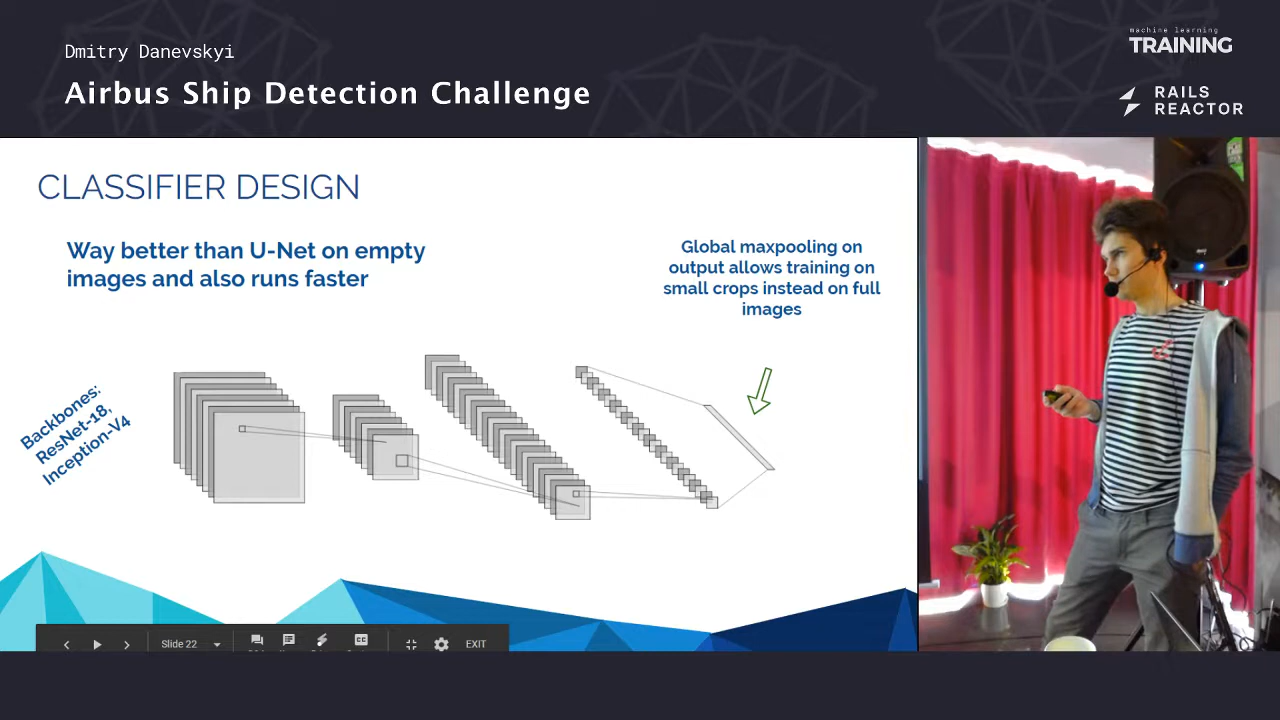 Dmitry Danevskyi
Airbus Ship Detection Challenge
machine learning
TRAINING
RAILS
REACTOR
CLASSIFIER DESIGN
Way better than U-Net on empty
images and also runs faster
Global maxpooling on
output allows training on
small crops instead on full
images
Backbones:
ResNet-18,
Inception-V4
Slide 22
CC
EXIT